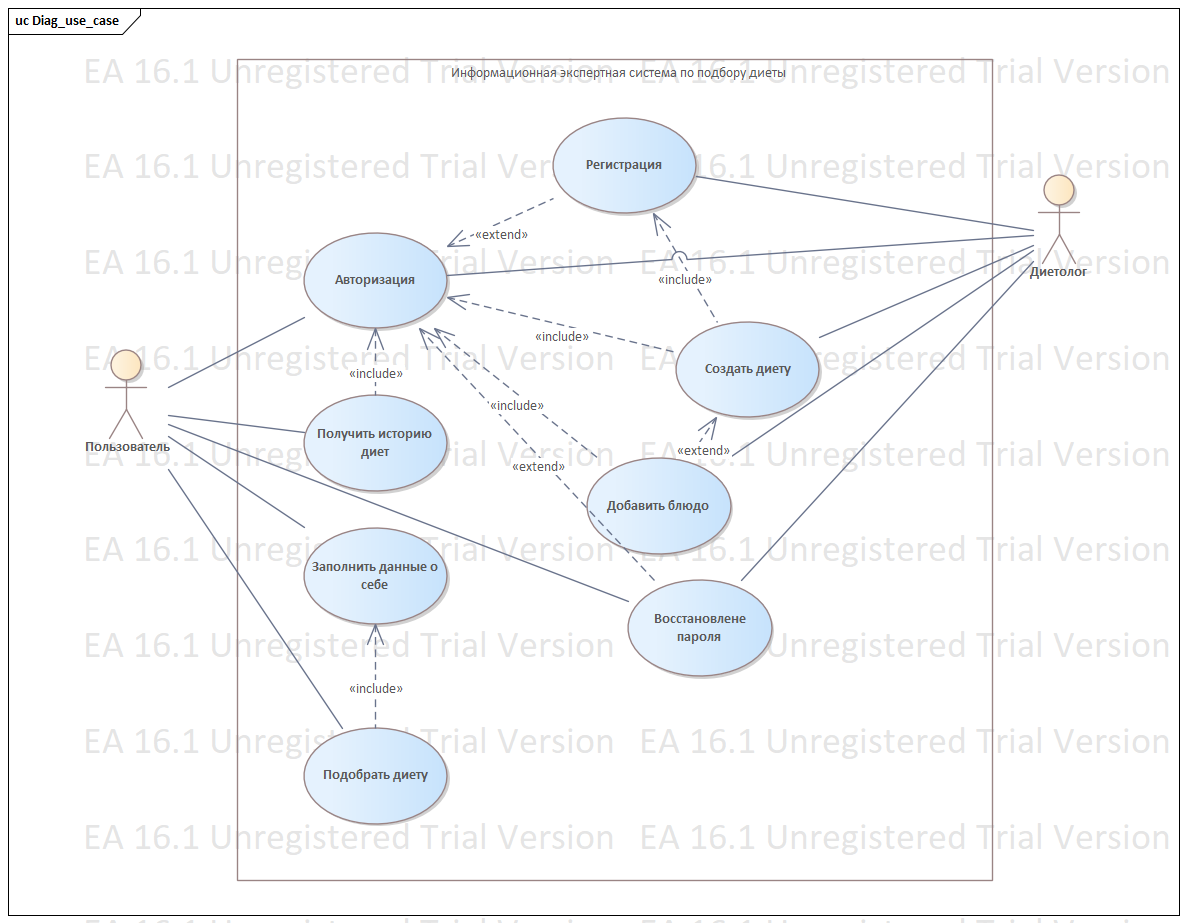 uc Diag_use_case
EA 16.1 Unregistered Trial Version EA 16.1 Unregistered Trial Version
Информационная экспертная система по подбору диеты
Регистрация
EA 16.1 Unregistered Trial Version EA 16.1 Unregistered Trial Version
«extend»
EA 16.1 Unregistered Trial Version EA 16.1 Unregistered Trial Version
Диетолог
Авторизация
«include»
«include»
EA 16.1 Unregistered Trial Version EA 16.1 Unregistered Trial Version
Создать диету
«include»
«include»
Получить историю
диет
Пользователь
EA 16.1 Unregistered Trial Version EA 16.1 Unregistered Trial Version
«extend»
«extend»
Добавить блюдо
EA 16.1 Unregistered Trial Version EA 16.1 Unregistered Trial Version
Заполнить данные о
себе
Восстановлене
пароля
EA 16.1 Unregistered Trial Version EA 16.1 Unregistered Trial Version
«include»
EA 16.1 Unregistered Trial Version EA 16.1 Unregistered Trial Version
Подобрать диету
EA 16.1 Unregistered Trial Version EA 16.1 Unregistered Trial Version